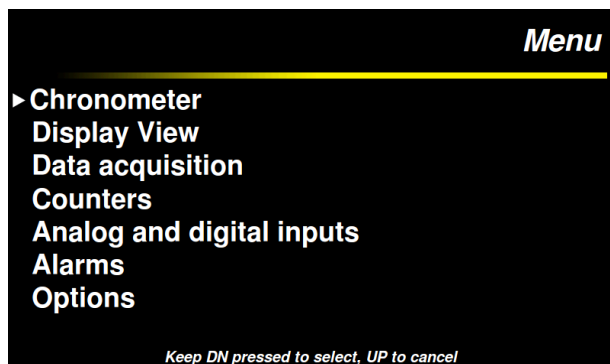 Menu
Chronometer
Display View
Data acquisition
Counters
Analog and digital inputs
Alarms
Options
Keep DN pressed to select, UP to cancel